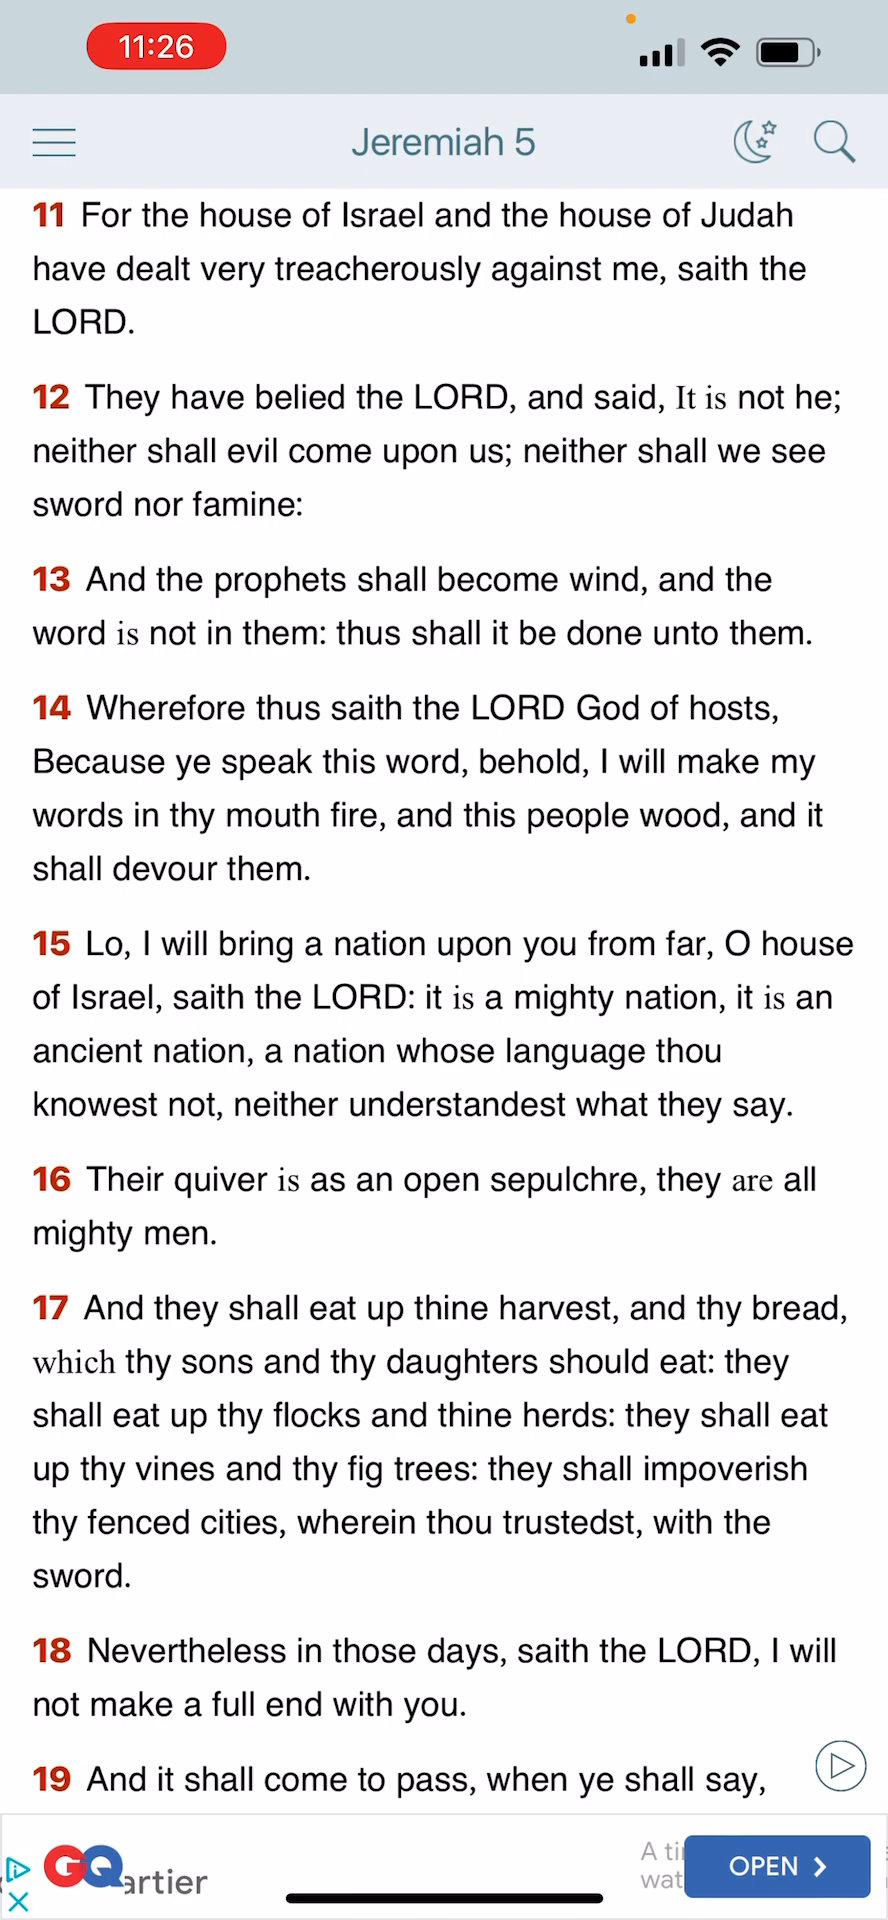 11:26
Jeremiah 5
11 For the house of Israel and the house of Judah
have dealt very treacherously against me, saith the
LORD.
12 They have belied the LORD, and said, It is not he;
neither shall evil come upon us; neither shall we see
sword nor famine:
13 And the prophets shall become wind, and the
word is not in them: thus shall it be done unto them.
14 Wherefore thus saith the LORD God of hosts,
Because ye speak this word, behold, I will make my
words in thy mouth fire, and this people wood, and it
shall devour them.
15 Lo, I will bring a nation upon you from far, O house
of Israel, saith the LORD: it is a mighty nation, it is an
ancient nation, a nation whose language thou
knowest not, neither understandest what they say.
16 Their quiver is as an open sepulchre, they are all
mighty men.
17 And they shall eat up thine harvest, and thy bread,
which thy sons and thy daughters should eat: they
shall eat up thy flocks and thine herds: they shall eat
up thy vines and thy fig trees: they shall impoverish
thy fenced cities, wherein thou trustedst, with the
sword.
18 Nevertheless in those days, saith the LORD, I will
not make a full end with you.
19 And it shall come to pass, when ye shall say,
GQ
artier
A ti
wat
OPEN